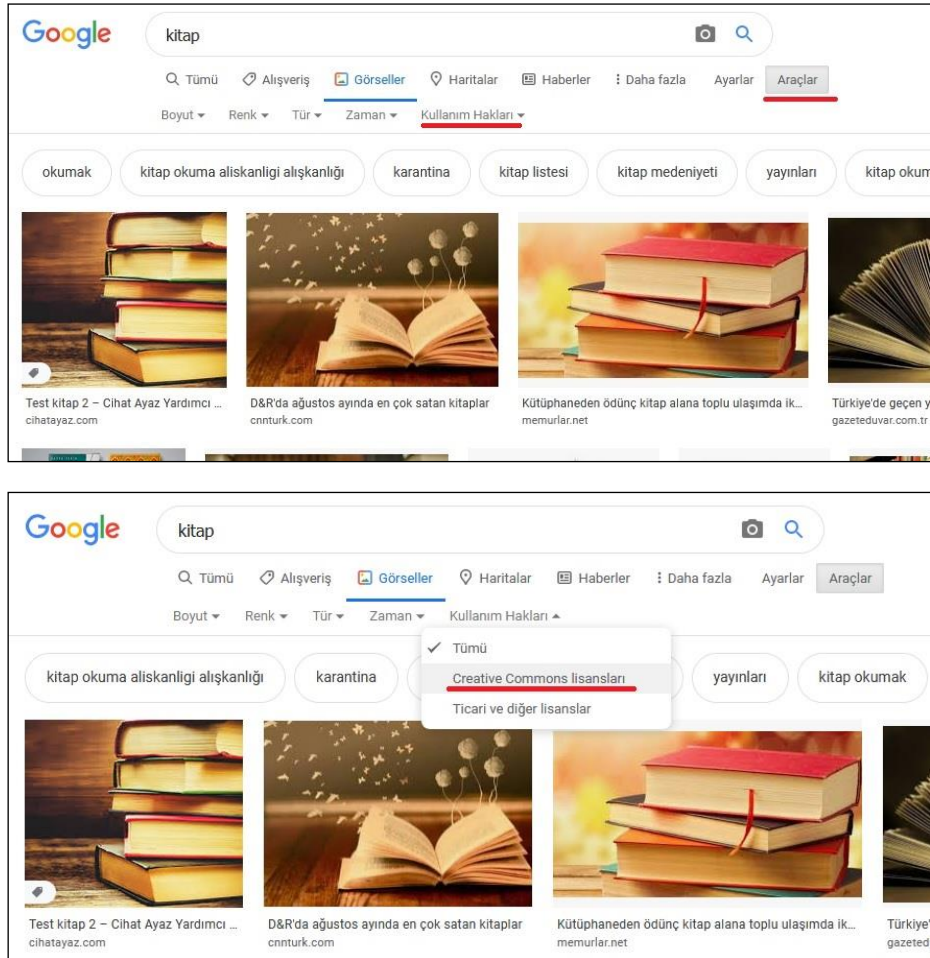 Google
kitap
Tümü Alışveriş Görseller Haritalar Haberler Daha fazla Ayarlar Araçlar
Boyut Renk Tür Zaman Kullanım Hakları
okumak kitap okuma aliskanligi alışkanlığı karantina kitap listesi kitap medeniyeti yayınları kitap okum
Test kitap 2 – Cihat Ayaz Yardımcı ... D&R'da ağustos ayında en çok satan kitaplar Kütüphaneden ödünç kitap alana toplu ulaşımda ik... Türkiye'de geçen y
cihatayaz.com cnnturk.com memurlar.net gazeteduvar.com.tr
Google
kitap
Tümü Alışveriş Görseller Haritalar Haberler Daha fazla Ayarlar Araçlar
Boyut Renk Tür Zaman Kullanım Hakları
Tümü
Creative Commons lisansları
Ticari ve diğer lisanslar
kitap okuma aliskanligi alışkanlığı karantina yayınları kitap okumak
Test kitap 2 – Cihat Ayaz Yardımcı ... D&R'da ağustos ayında en çok satan kitaplar Kütüphaneden ödünç kitap alana toplu ulaşımda ik... Türkiye'
cihatayaz.com cnnturk.com memurlar.net gazeted